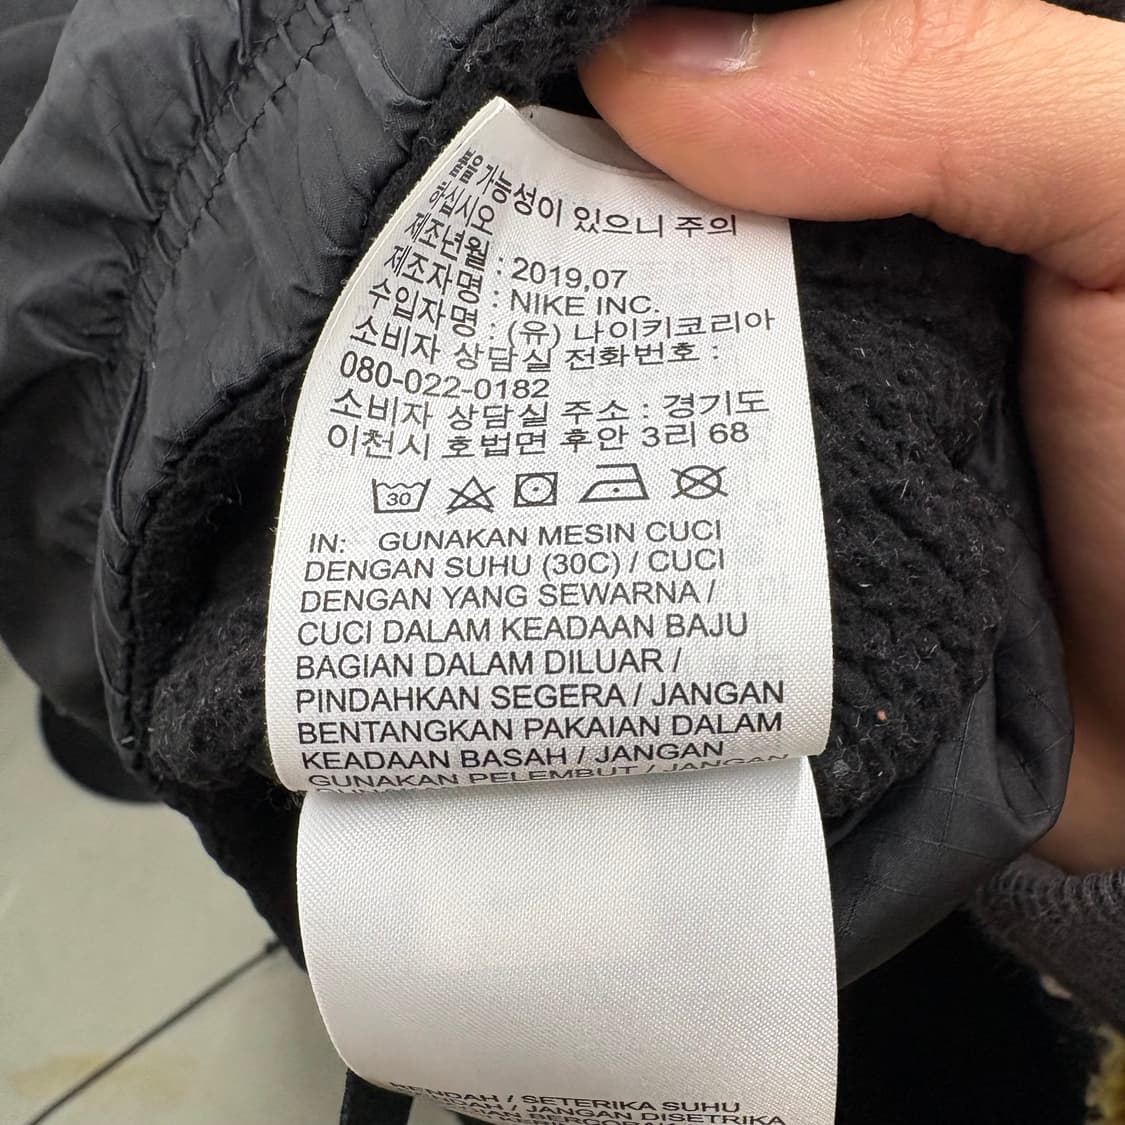 물가능성이 있으니 주의
하십시오
제조년월 : 2019,07
제조자명 : NIKE INC.
수입자명 : (유) 나이키코리아
소비자 상담실 전화번호 :
080-022-0182
소비자 상담실 주소 : 경기도
이천시 호법면 후안 3리 68
30
IN: GUNAKAN MESIN CUCI
DENGAN SUHU (30C) / CUCI
DENGAN YANG SEWARNA /
CUCI DALAM KEADAAN BAJU
BAGIAN DALAM DILUAR /
PINDAHKAN SEGERA / JANGAN
BENTANGKAN PAKAIAN DALAM
KEADAAN BASAH / JANGAN
GUNAKAN PELEMBUT / JANGAN
RENDAH / SETERIKA SUHU
/ JANGAN DISETRIKA